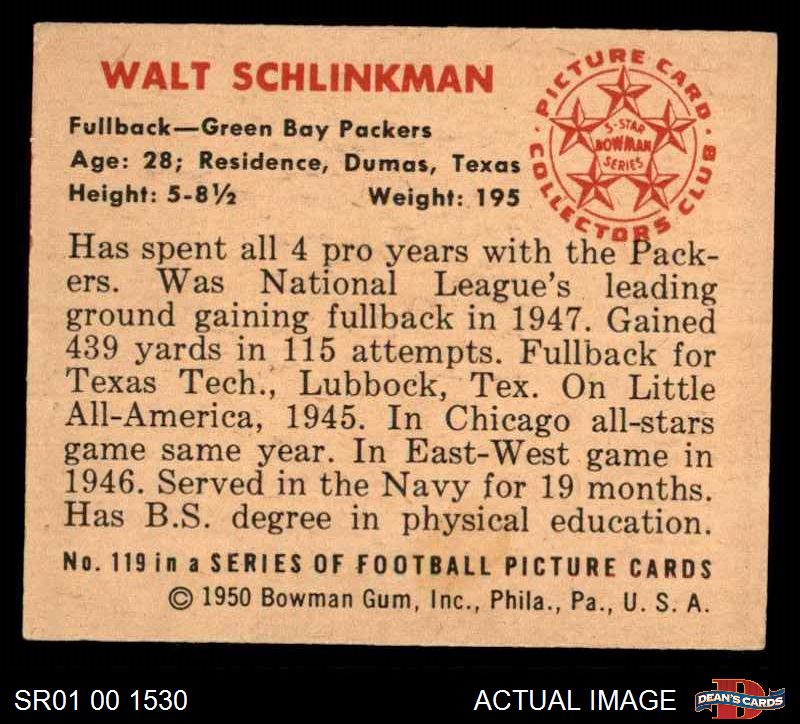 WALT SCHLINKMAN
Fullback—Green Bay Packers
Age: 28; Residence, Dumas, Texas
Height: 5-8½ Weight: 195
PICTURE CARD COLLECTORS CLUB
5-STAR
BOWMAN
SERIES
Has spent all 4 pro years with the Pack-
ers. Was National League's leading
ground gaining fullback in 1947. Gained
439 yards in 115 attempts. Fullback for
Texas Tech., Lubbock, Tex. On Little
All-America, 1945. In Chicago all-stars
game same year. In East-West game in
1946. Served in the Navy for 19 months.
Has B.S. degree in physical education.
No. 119 in a SERIES OF FOOTBALL PICTURE CARDS
© 1950 Bowman Gum, Inc., Phila., Pa., U. S. A.
SR01 00 1530 ACTUAL IMAGE DEAN'S CARDS